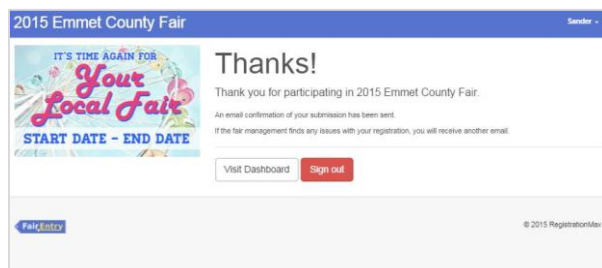 2015 Emmet County Fair
Sander
IT'S TIME AGAIN FOR
Your
Local Fair
START DATE - END DATE
Thanks!
Thank you for participating in 2015 Emmet County Fair.
An email confirmation of your submission has been sent.
If the fair management finds any issues with your registration, you will receive another email.
Visit Dashboard
Sign out
FairEntry
© 2015 RegistrationMax